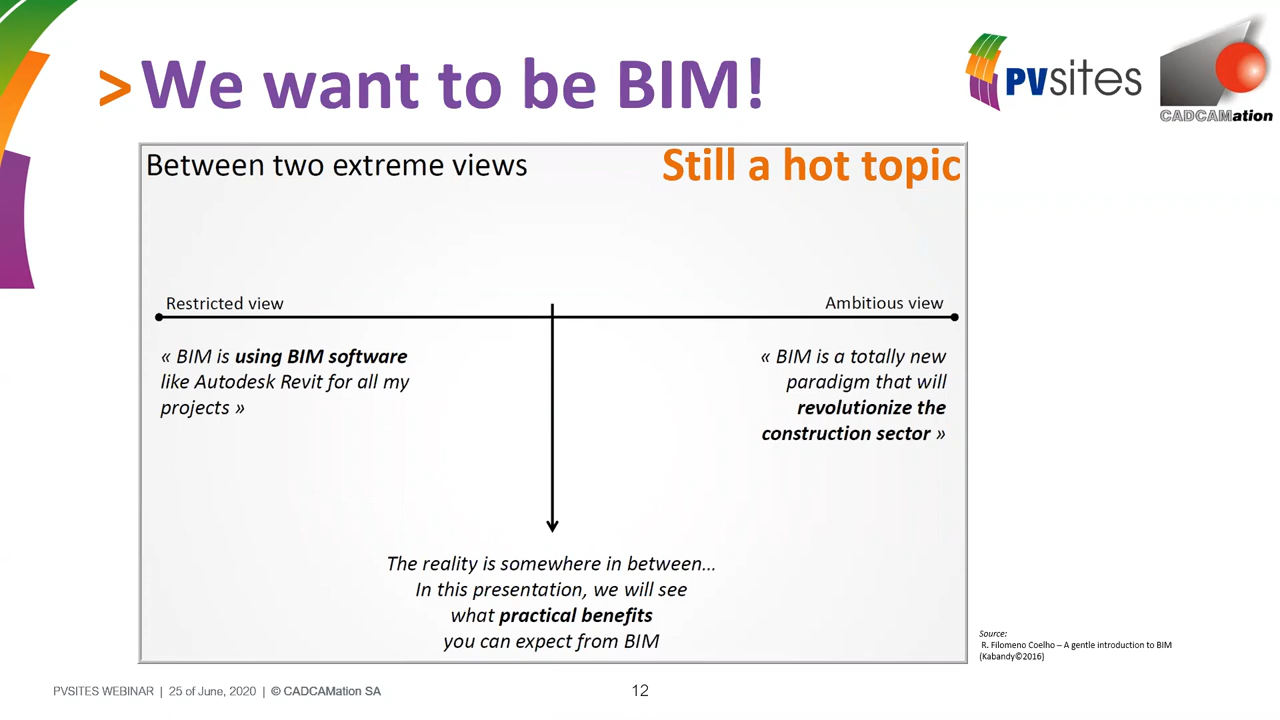 >We want to be BIM!
PVsites
CADCAMation
Between two extreme views
Still a hot topic
Restricted view
Ambitious view
« BIM is using BIM software
like Autodesk Revit for all my
projects »
« BIM is a totally new
paradigm that will
revolutionize the
construction sector »
The reality is somewhere in between...
In this presentation, we will see
what practical benefits
you can expect from BIM
Source:
R. Filomeno Coelho – A gentle introduction to BIM
(Kabandy©2016)
PVSITES WEBINAR | 25 of June, 2020 | © CADCAMation SA
12